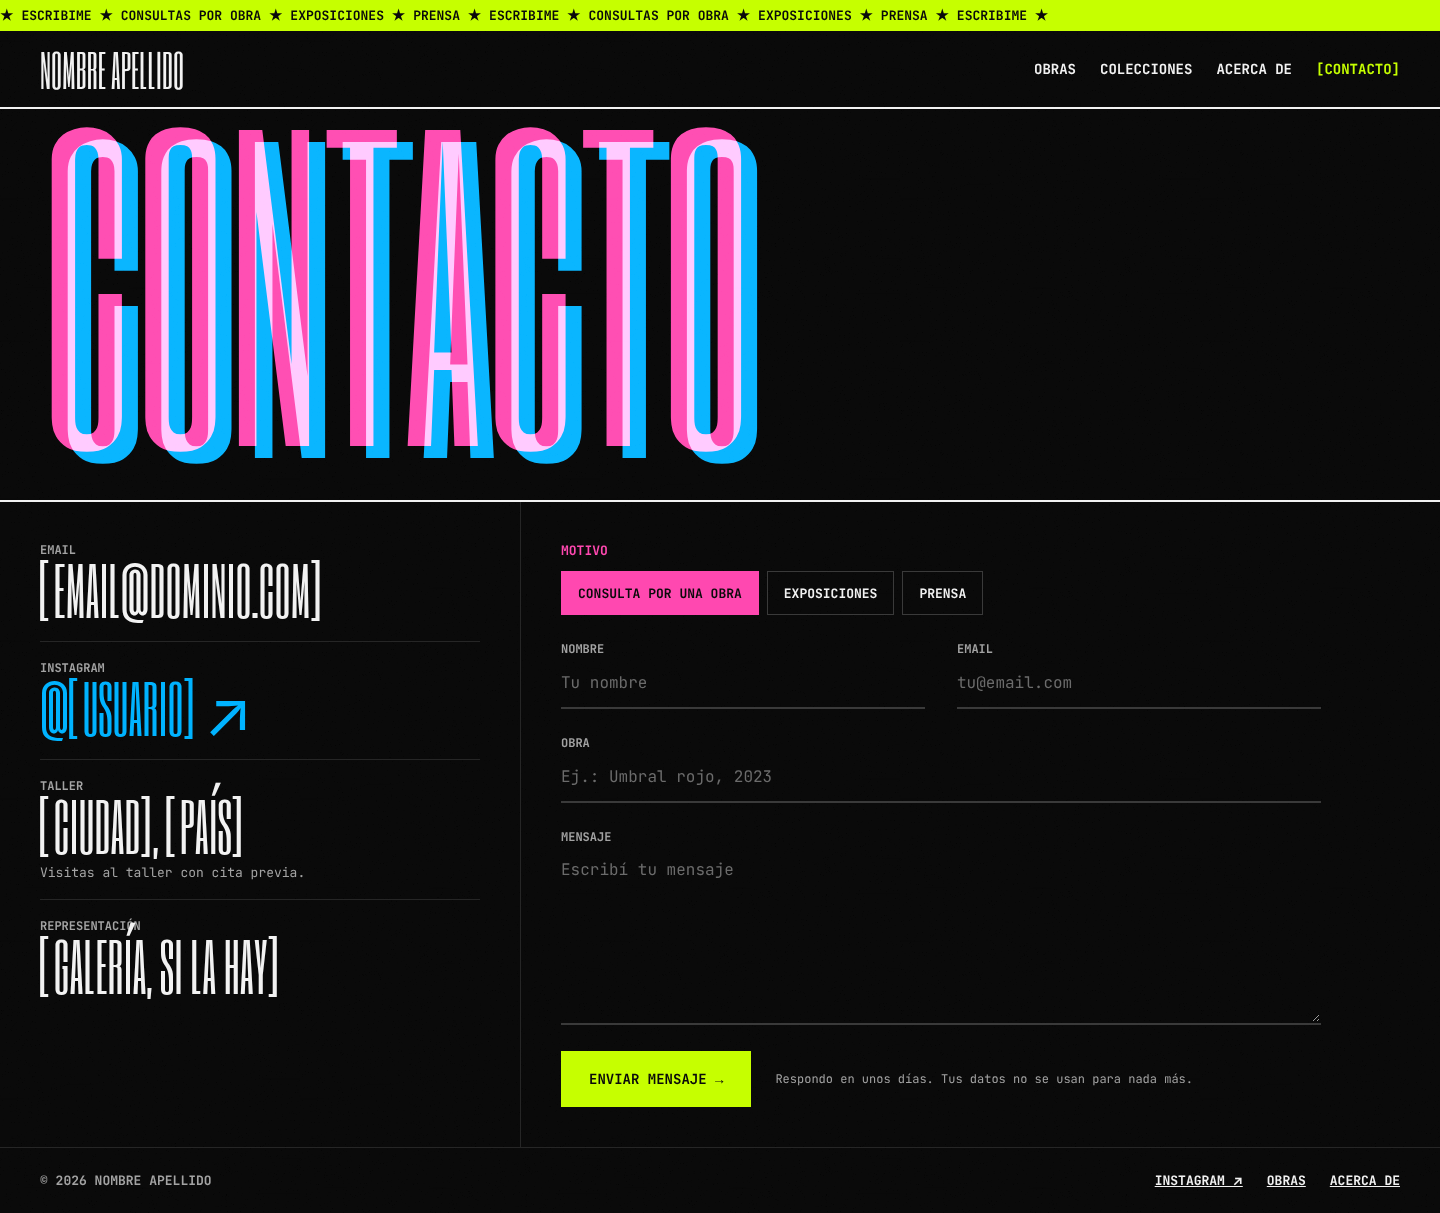 ★ ESCRIBIME ★ CONSULTAS POR OBRA ★ EXPOSICIONES ★ PRENSA ★ ESCRIBIME ★ CONSULTAS POR OBRA ★ EXPOSICIONES ★ PRENSA ★ ESCRIBIME ★
NOMBRE APELLIDO
OBRAS COLECCIONES ACERCA DE [CONTACTO]
CONTACTO
EMAIL
[EMAIL@DOMINIO.COM]
INSTAGRAM
@[USUARIO] ↗
TALLER
[CIUDAD], [PAÍS]
Visitas al taller con cita previa.
REPRESENTACIÓN
[GALERÍA, SI LA HAY]
MOTIVO
CONSULTA POR UNA OBRA EXPOSICIONES PRENSA
NOMBRE EMAIL
Tu nombre tu@email.com
OBRA
Ej.: Umbral rojo, 2023
MENSAJE
Escribí tu mensaje
ENVIAR MENSAJE → Respondo en unos días. Tus datos no se usan para nada más.
© 2026 NOMBRE APELLIDO INSTAGRAM ↗ OBRAS ACERCA DE